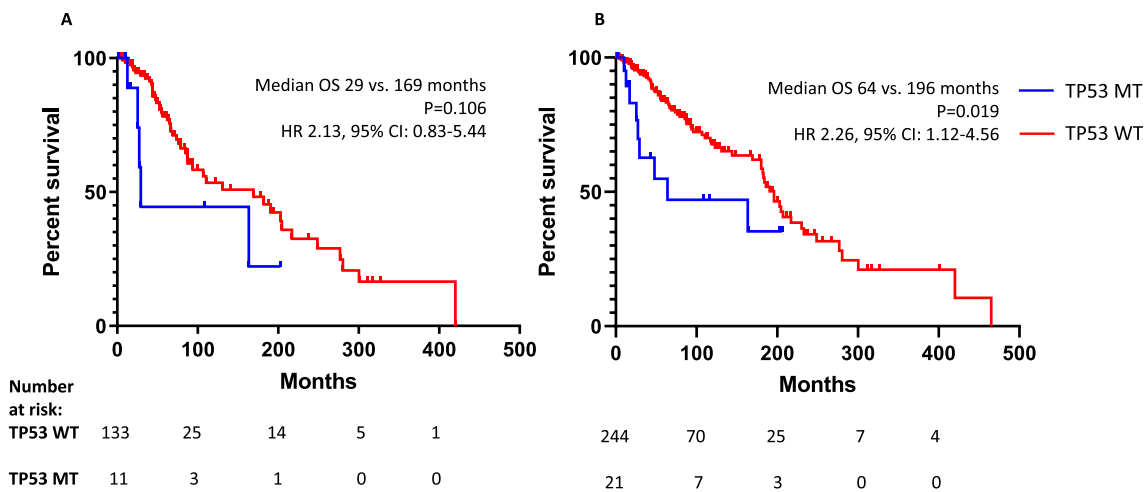 A
B
Percent survival
100
50
0
Median OS 29 vs. 169 months
P=0.106
HR 2.13, 95% CI: 0.83-5.44
0 100 200 300 400 500
Months
Percent survival
100
50
0
Median OS 64 vs. 196 months
P=0.019
HR 2.26, 95% CI: 1.12-4.56
0 100 200 300 400 500
Months
TP53 MT
TP53 WT
Number
at risk:
TP53 WT 133 25 14 5 1 244 70 25 7 4
TP53 MT 11 3 1 0 0 21 7 3 0 0